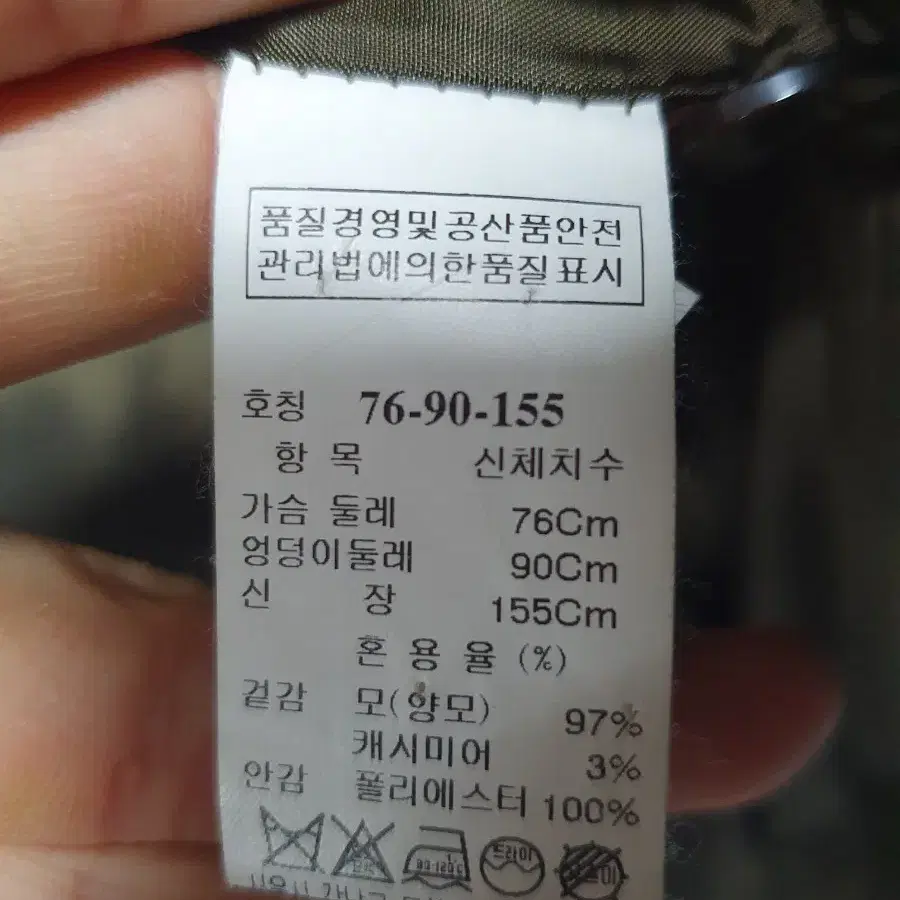 품질경영및공산품안전
관리법에의한품질표시
호칭 76-90-155
항 목 신체치수
가슴 둘레 76Cm
엉덩이둘레 90Cm
신 장 155Cm
혼 용 율 (%)
겉감 모(양모) 97%
캐시미어 3%
안감 폴리에스터 100%
드라이